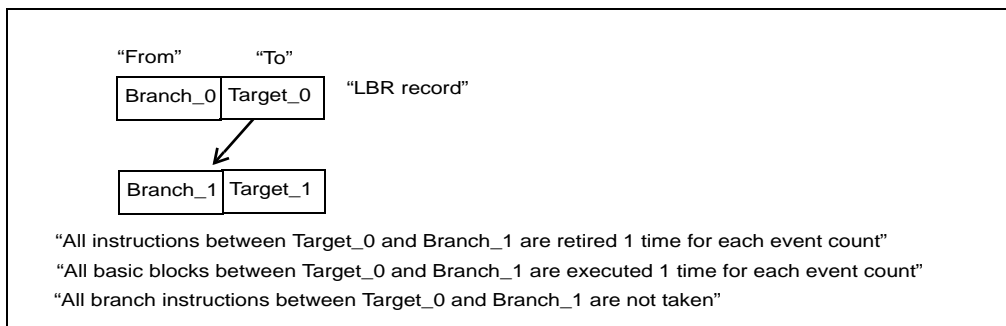 “From” “To”
Branch_0 Target_0 “LBR record”
Branch_1 Target_1
“All instructions between Target_0 and Branch_1 are retired 1 time for each event count”
“All basic blocks between Target_0 and Branch_1 are executed 1 time for each event count”
“All branch instructions between Target_0 and Branch_1 are not taken”